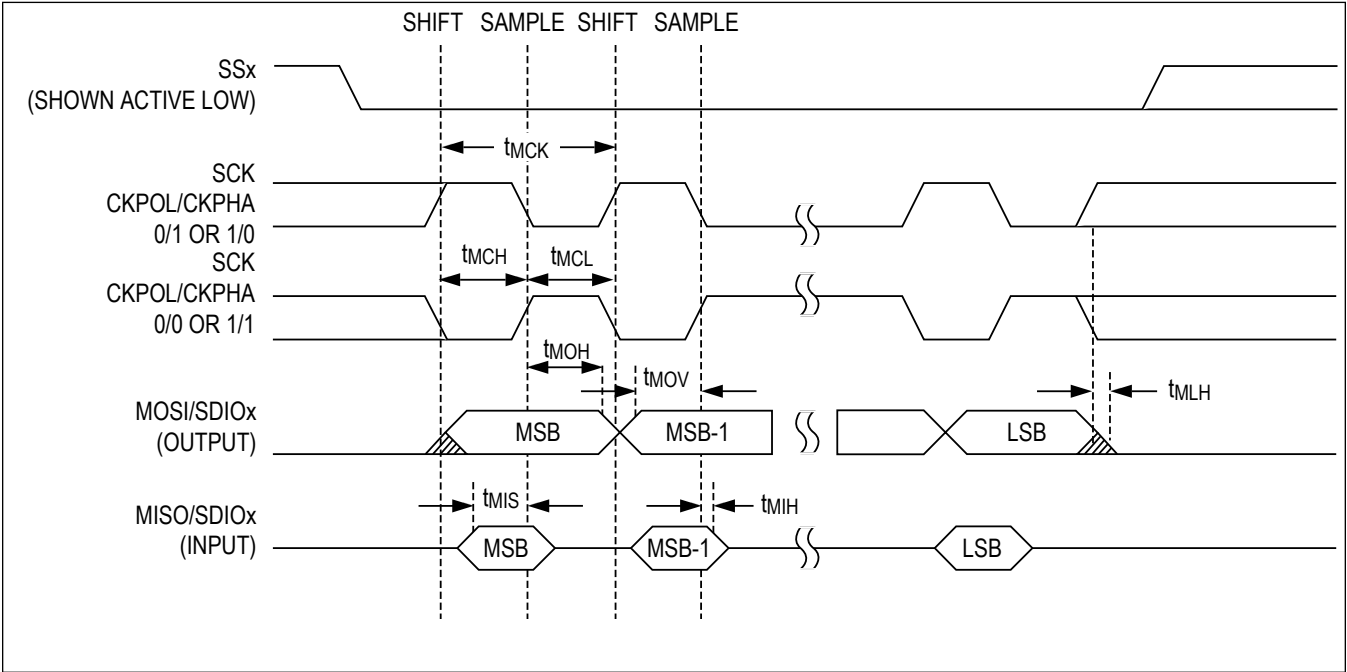 SHIFT SAMPLE SHIFT SAMPLE
SSx
(SHOWN ACTIVE LOW)
tMCK
SCK
CKPOL/CKPHA
0/1 OR 1/0
tMCH tMCL
SCK
CKPOL/CKPHA
0/0 OR 1/1
tMOH
tMOV
tMLH
MOSI/SDIOx
(OUTPUT)
MSB MSB-1 LSB
tMIS
tMIH
MISO/SDIOx
(INPUT)
MSB MSB-1 LSB